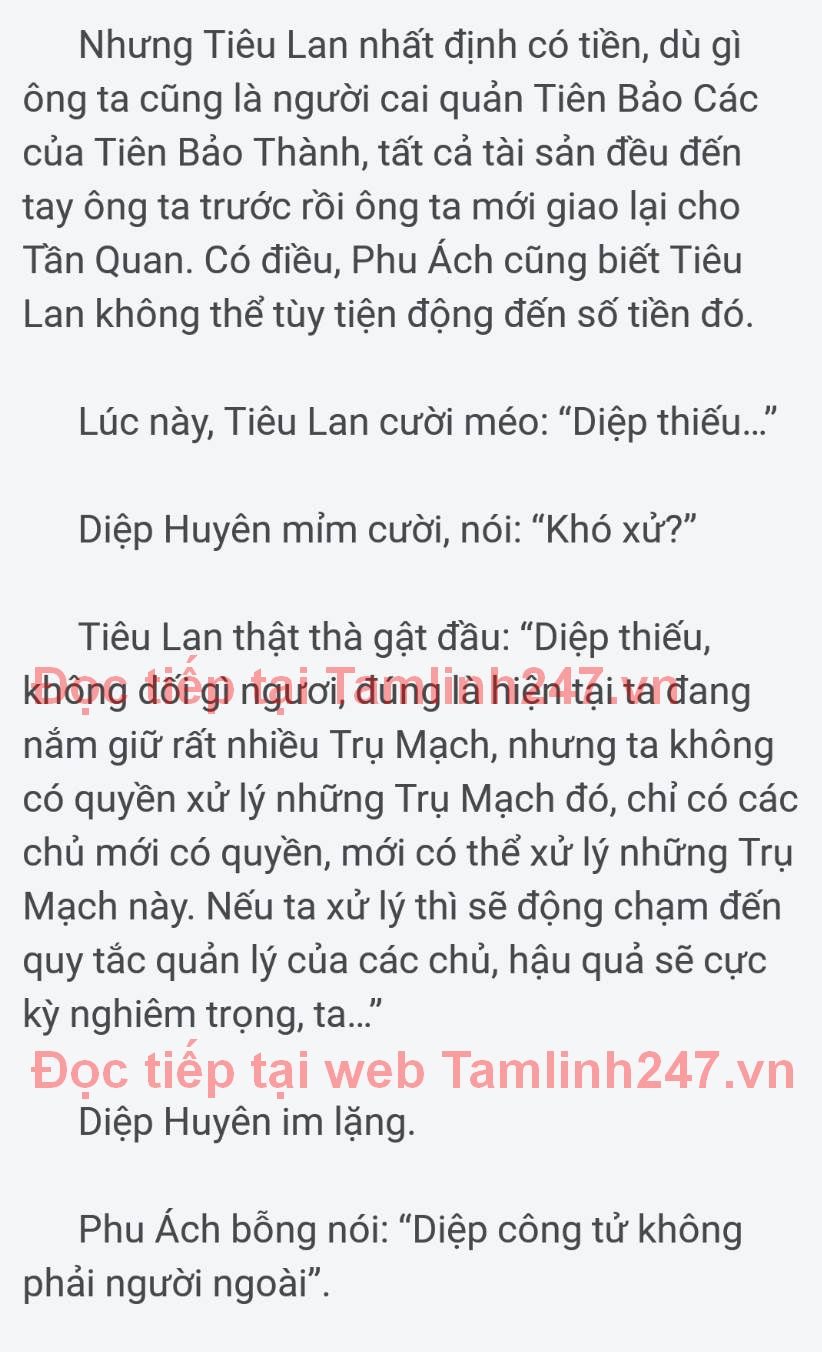 Nhưng Tiêu Lan nhất định có tiền, dù gì
ông ta cũng là người cai quản Tiên Bảo Các
của Tiên Bảo Thành, tất cả tài sản đều đến
tay ông ta trước rồi ông ta mới giao lại cho
Tần Quan. Có điều, Phu Ách cũng biết Tiêu
Lan không thể tùy tiện động đến số tiền đó.
Lúc này, Tiêu Lan cười méo: “Diệp thiếu...”
Diệp Huyên mỉm cười, nói: “Khó xử?”
Tiêu Lan thật thà gật đầu: “Diệp thiếu,
Đọc tiếp tại Tamlinh247.vn
không dối gì ngươi, đúng là hiện tại ta đang
nắm giữ rất nhiều Trụ Mạch, nhưng ta không
có quyền xử lý những Trụ Mạch đó, chỉ có các
chủ mới có quyền, mới có thể xử lý những Trụ
Mạch này. Nếu ta xử lý thì sẽ động chạm đến
quy tắc quản lý của các chủ, hậu quả sẽ cực
kỳ nghiêm trọng, ta...”
Đọc tiếp tại web Tamlinh247.vn
Diệp Huyên im lặng.
Phu Ách bỗng nói: “Diệp công tử không
phải người ngoài”.